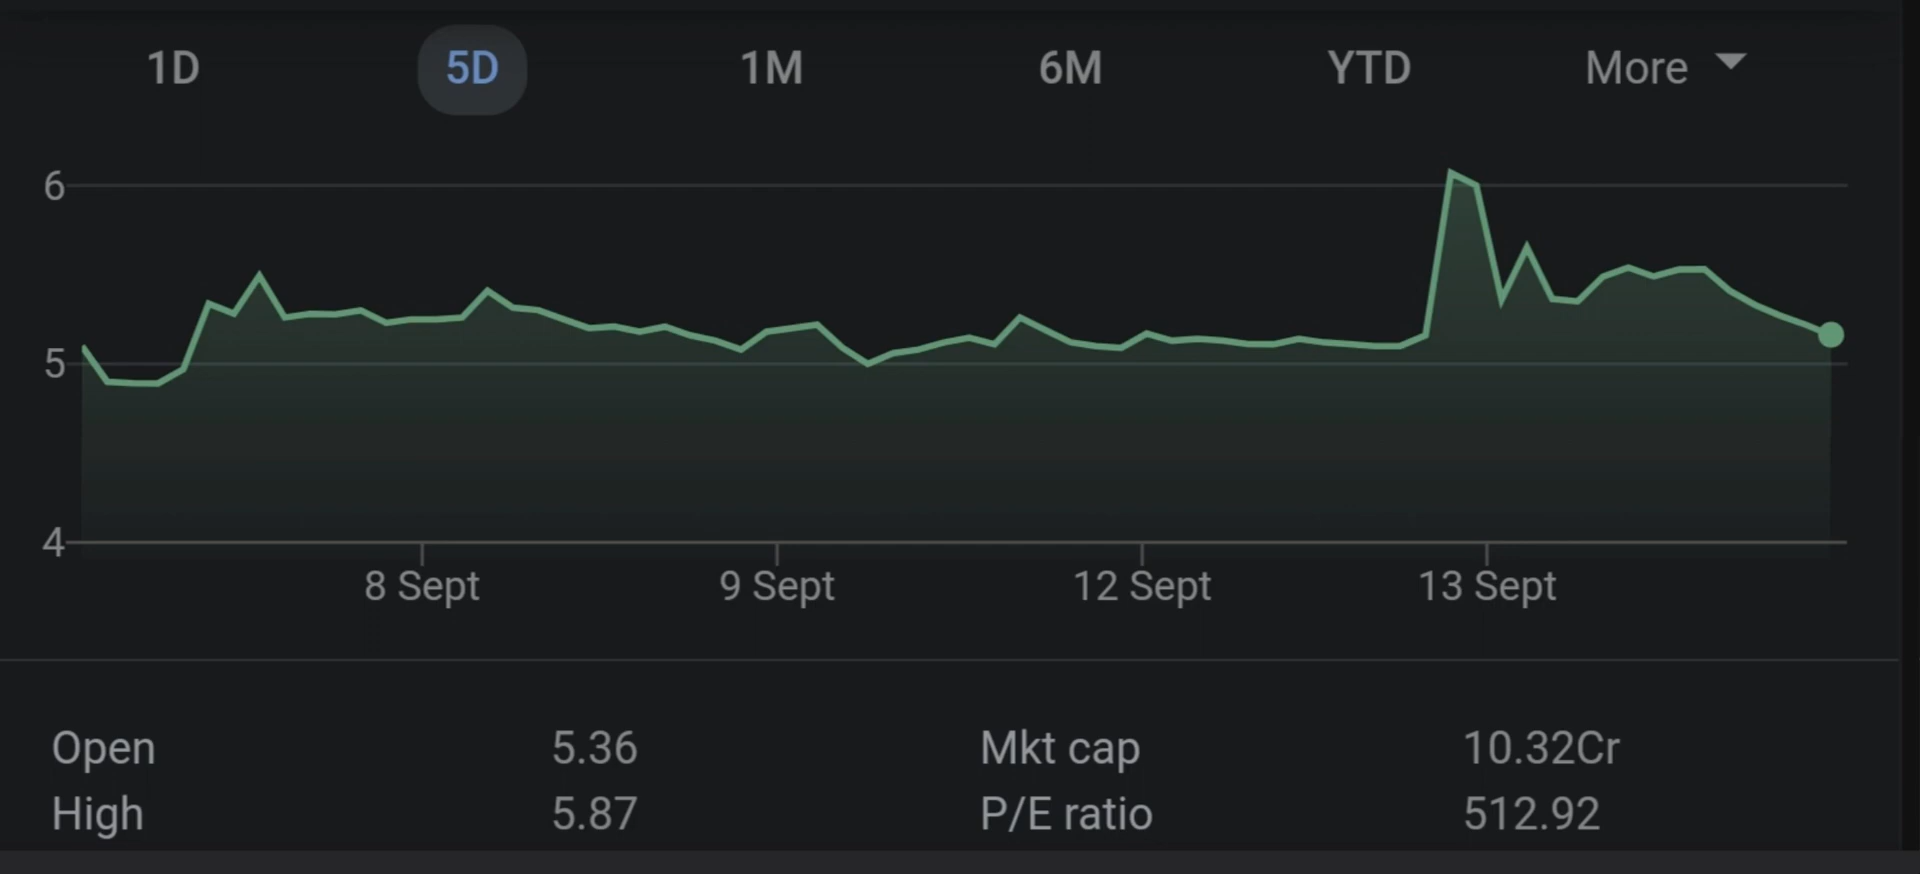 1D 5D 1M 6M YTD More
6
5
4
8 Sept 9 Sept 12 Sept 13 Sept
Open 5.36 Mkt cap 10.32Cr
High 5.87 P/E ratio 512.92